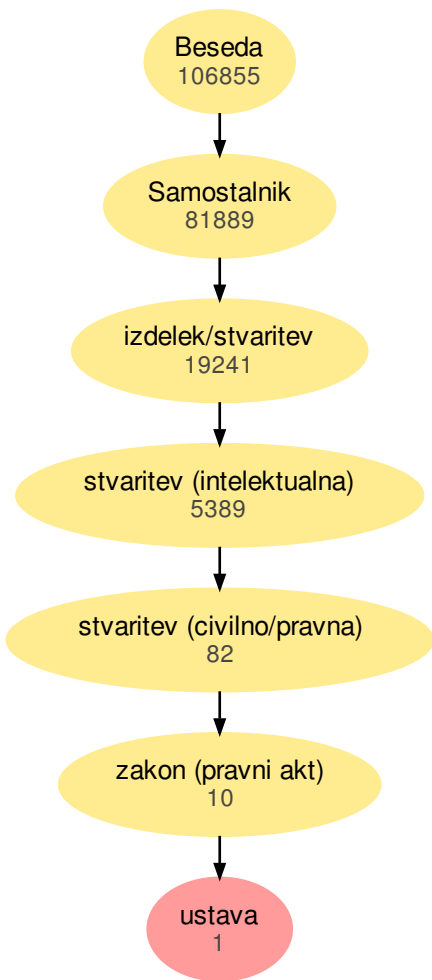 Beseda
106855
Samostalnik
81889
izdelek/stvaritev
19241
stvaritev (intelektualna)
5389
stvaritev (civilno/pravna)
82
zakon (pravni akt)
10
ustava
1